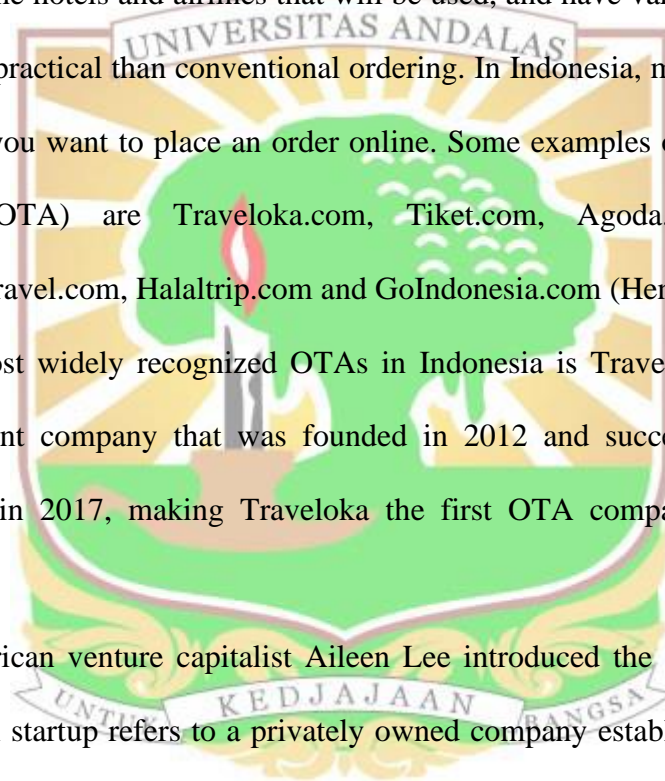 he hotels and airlines that will be used, and have var
UNIVERSITAS ANDALAS
practical than conventional ordering. In Indonesia, m
you want to place an order online. Some examples o
OTA) are Traveloka.com, Tiket.com, Agoda.
ravel.com, Halaltrip.com and GoIndonesia.com (Her
ost widely recognized OTAs in Indonesia is Trave
nt company that was founded in 2012 and succe
in 2017, making Traveloka the first OTA compa
rican venture capitalist Aileen Lee introduced the
UNTUK KEDJAJAAN BANGSA
startup refers to a privately owned company establ